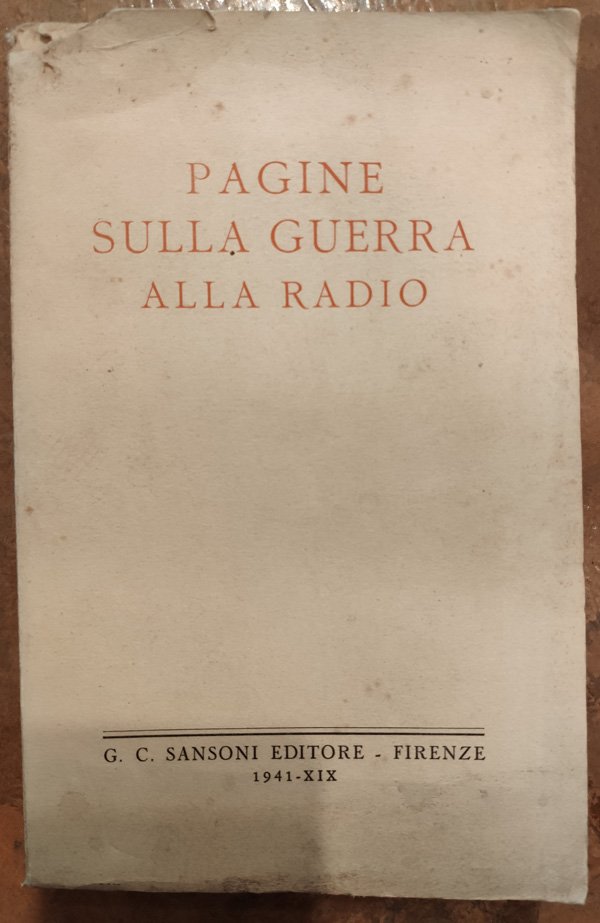 PAGINE
SULLA GUERRA
ALLA RADIO
G. C. SANSONI EDITORE - FIRENZE
1941-XIX